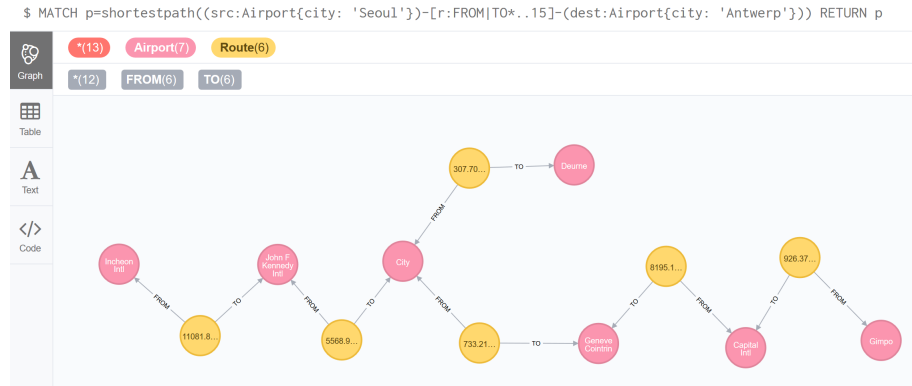 $ MATCH p=shortestpath((src:Airport{city: 'Seoul'})-[r:FROM|TO*..15]-(dest:Airport{city: 'Antwerp'})) RETURN p
Graph
*(13) Airport(7) Route(6)
*(12) FROM(6) TO(6)
Table
Text
Code
307.70…
TO
Deurne
FROM
Incheon
Intl
John F
Kennedy
Intl
City
8195.1…
926.37…
FROM
TO
FROM
TO
FROM
TO
FROM
TO
FROM
11081.8…
5568.9…
733.21…
TO
Geneve
Cointrin
Capital
Intl
Gimpo